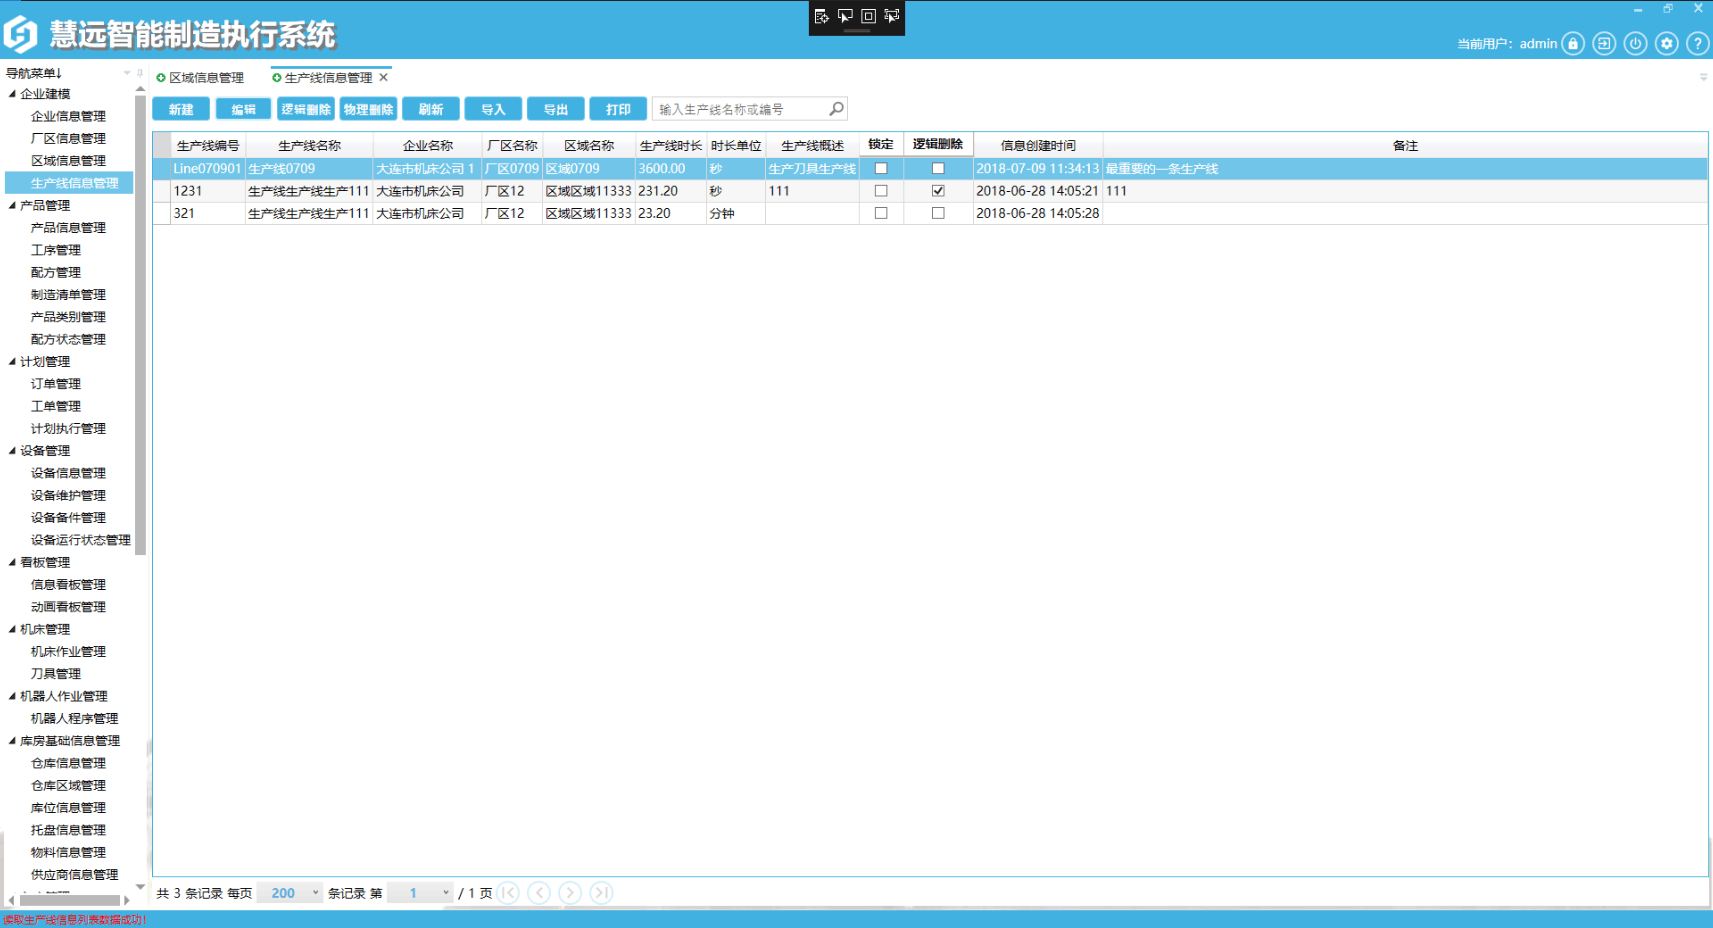 慧远智能制造执行系统
当前用户: admin
导航菜单↓
企业建模
企业信息管理
厂区信息管理
区域信息管理
生产线信息管理
产品管理
产品信息管理
工序管理
配方管理
制造清单管理
产品类别管理
配方状态管理
计划管理
订单管理
工单管理
计划执行管理
设备管理
设备信息管理
设备维护管理
设备备件管理
设备运行状态管理
看板管理
信息看板管理
动画看板管理
机床管理
机床作业管理
刀具管理
机器人作业管理
机器人程序管理
库房基础信息管理
仓库信息管理
仓库区域管理
库位信息管理
托盘信息管理
物料信息管理
供应商信息管理
区域信息管理 生产线信息管理
新建 编辑 逻辑删除 物理删除 刷新 导入 导出 打印 输入生产线名称或编号
生产线编号 生产线名称 企业名称 厂区名称 区域名称 生产线时长 时长单位 生产线概述 锁定 逻辑删除 信息创建时间 备注
Line070901 生产线0709 大连市机床公司 1 厂区0709 区域0709 3600.00 秒 生产刀具生产线 2018-07-09 11:34:13 最重要的一条生产线
1231 生产线生产线生产111 大连市机床公司 厂区12 区域区域11333 231.20 秒 111 2018-06-28 14:05:21 111
321 生产线生产线生产111 大连市机床公司 厂区12 区域区域11333 23.20 分钟 2018-06-28 14:05:28
共 3 条记录 每页 200 条记录 第 1 / 1 页
读取生产线信息列表数据成功!